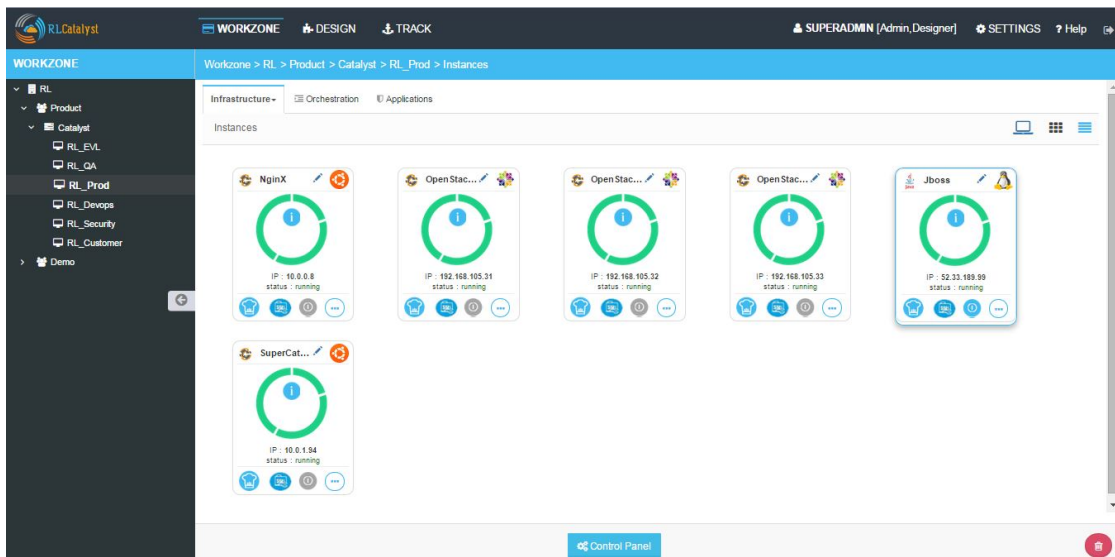 RLCatalyst
WORKZONE DESIGN TRACK SUPERADMIN [Admin,Designer] SETTINGS ? Help
WORKZONE
Workzone > RL > Product > Catalyst > RL_Prod > Instances
RL
Product
Catalyst
RL_EVL
RL_QA
RL_Prod
RL_Devops
RL_Security
RL_Customer
Demo
Infrastructure Orchestration Applications
Instances
NginX
IP : 10.0.0.8
status : running
OpenStac...
IP : 192.168.105.31
status : running
OpenStac...
IP : 192.168.105.32
status : running
OpenStac...
IP : 192.168.105.33
status : running
Jboss
IP : 52.33.189.99
status : running
SuperCat...
IP : 10.0.1.94
status : running
Control Panel